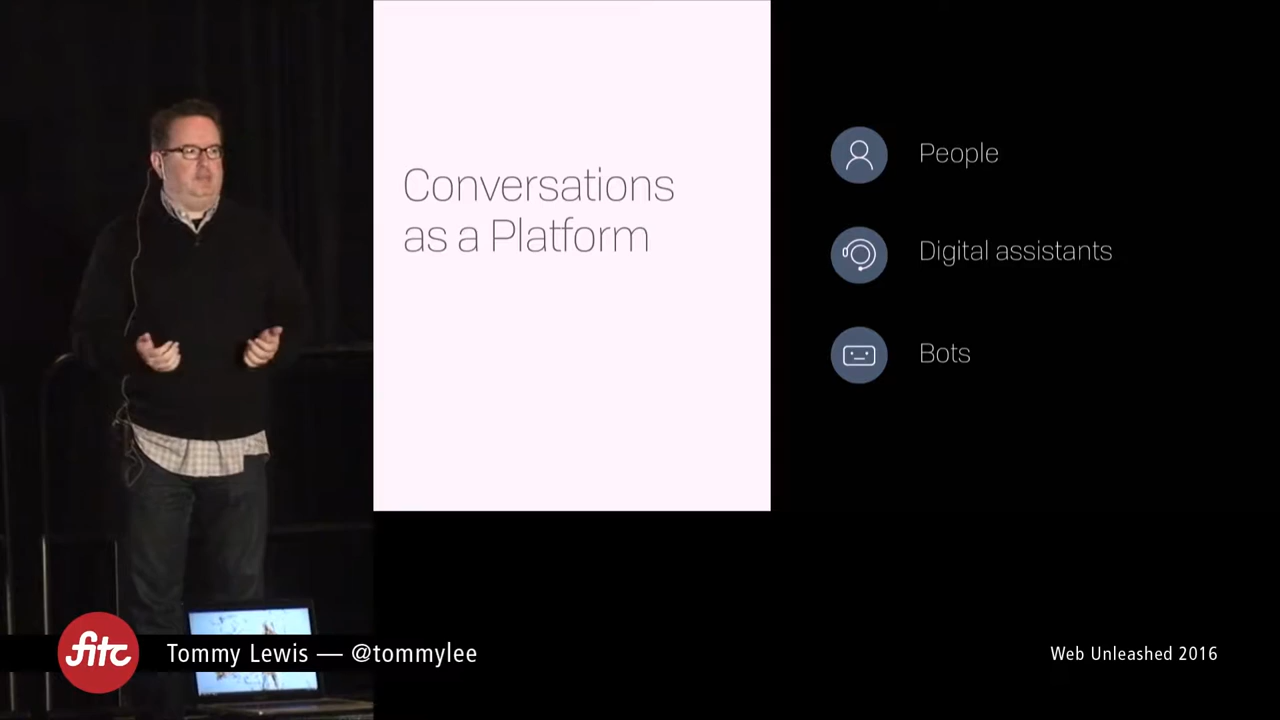 Conversations
as a Platform
People
Digital assistants
Bots
fitc
Tommy Lewis — @tommylee
Web Unleashed 2016